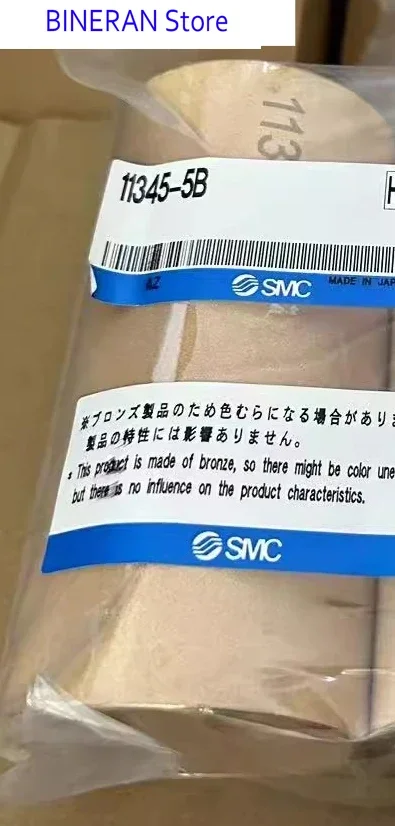 BINERAN Store
113
11345-5B
H
AZ
SMC
MADE IN JAP
※ブロンズ製品のため色むらになる場合があります
製品の特性には影響ありません。
* This product is made of bronze, so there might be color une
but there is no influence on the product characteristics.
SMC